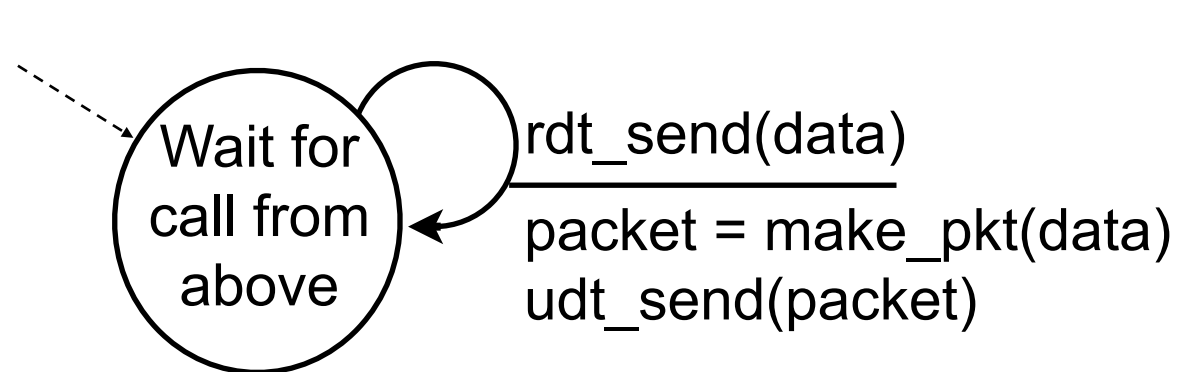 Wait for
call from
above
rdt_send(data)
packet = make_pkt(data)
udt_send(packet)